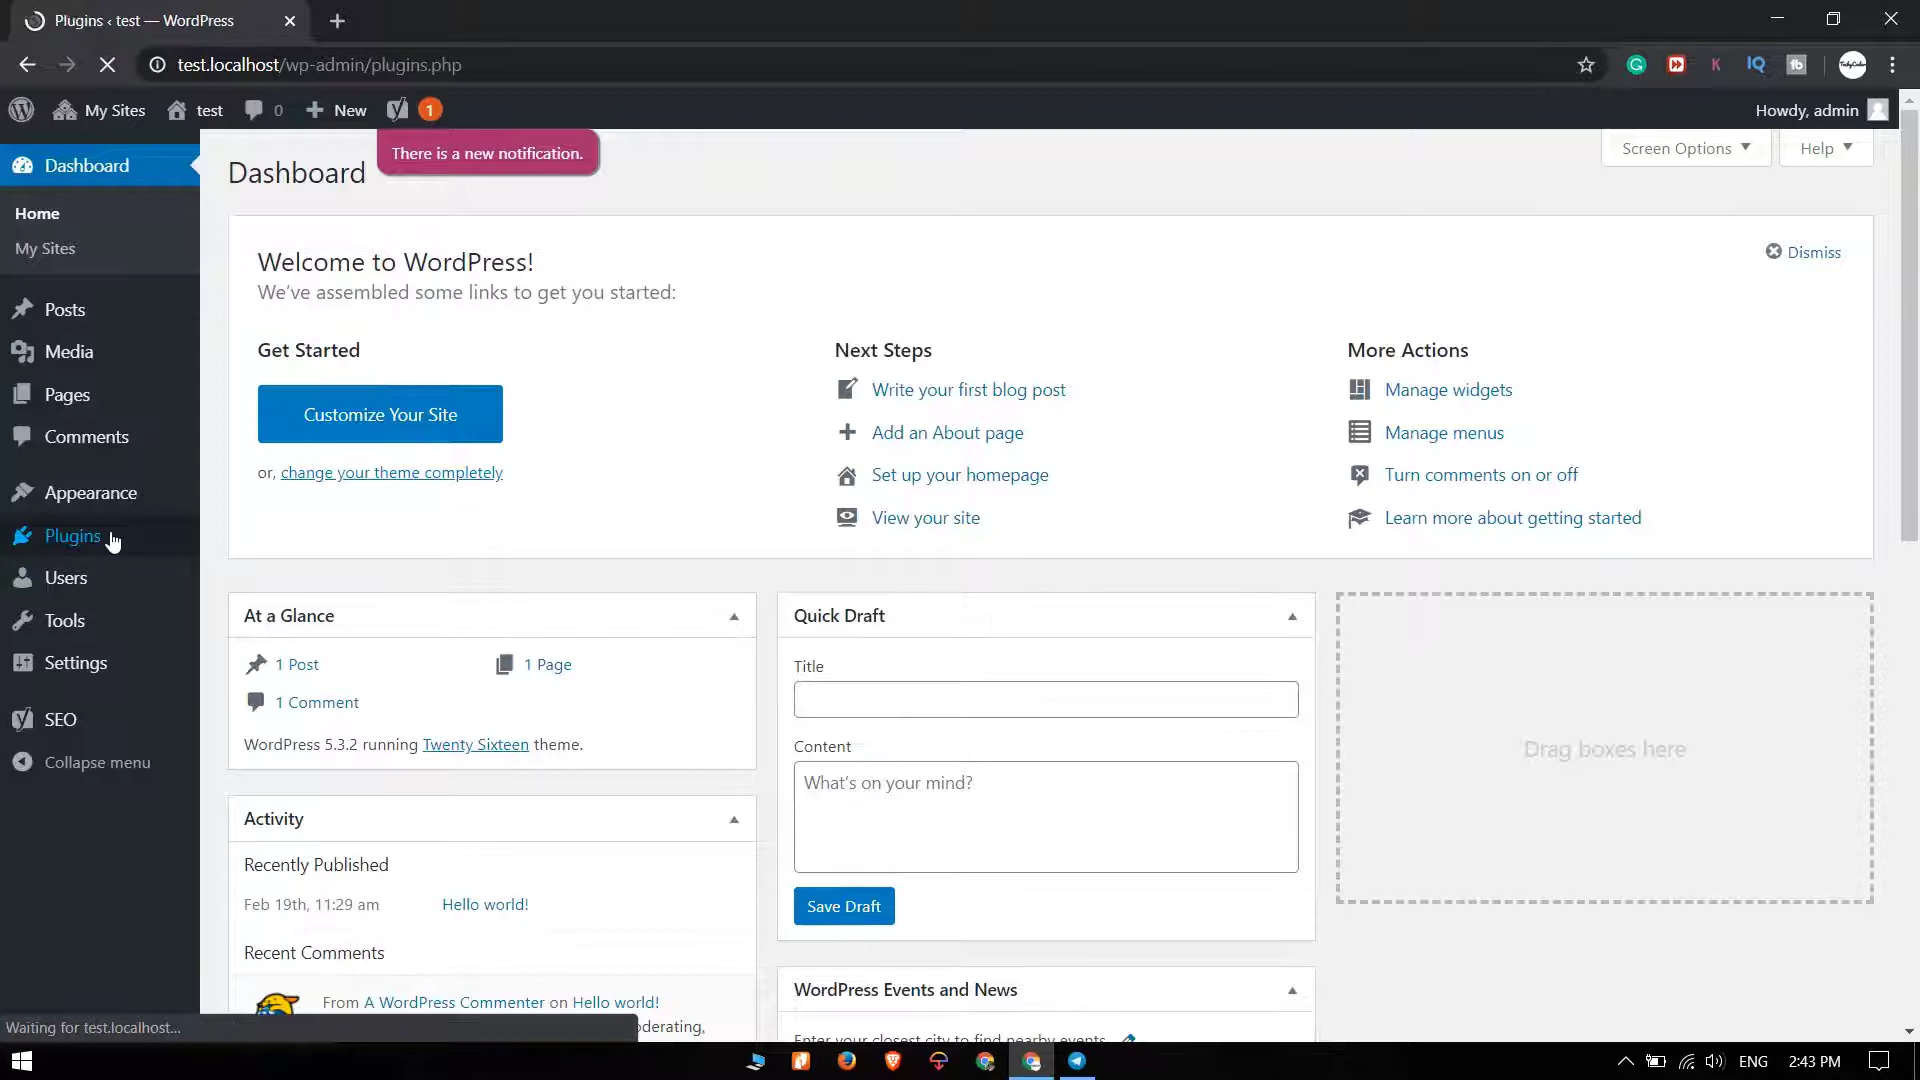 Plugins ‹ test — WordPress
test.localhost/wp-admin/plugins.php
My Sites
test
0
New
1
Howdy, admin
There is a new notification.
Screen Options
Help
Dashboard
Home
My Sites
Posts
Media
Pages
Comments
Appearance
Plugins
Users
Tools
Settings
SEO
Collapse menu
Dashboard
Welcome to WordPress!
Dismiss
We've assembled some links to get you started:
Get Started
Customize Your Site
or, change your theme completely
Next Steps
Write your first blog post
Add an About page
Set up your homepage
View your site
More Actions
Manage widgets
Manage menus
Turn comments on or off
Learn more about getting started
At a Glance
1 Post
1 Page
1 Comment
WordPress 5.3.2 running Twenty Sixteen theme.
Activity
Recently Published
Feb 19th, 11:29 am
Hello world!
Recent Comments
From A WordPress Commenter on Hello world!
Quick Draft
Title
Content
What's on your mind?
Save Draft
WordPress Events and News
Enter your closest city to find nearby events.
Drag boxes here
Waiting for test.localhost...
ENG
2:43 PM